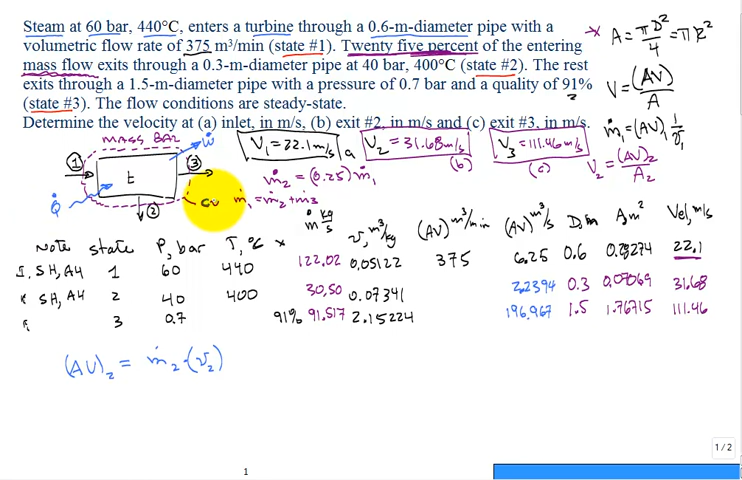 Steam at 60 bar, 440°C, enters a turbine through a 0.6-m-diameter pipe with a
volumetric flow rate of 375 m³/min (state #1). Twenty five percent of the entering
mass flow exits through a 0.3-m-diameter pipe at 40 bar, 400°C (state #2). The rest
exits through a 1.5-m-diameter pipe with a pressure of 0.7 bar and a quality of 91%
(state #3). The flow conditions are steady-state.
Determine the velocity at (a) inlet, in m/s, (b) exit #2, in m/s and (c) exit #3, in m/s.
* A = πD²/4 = πR²
V = (AV)/A
ṁ₁ = (AV)₁ 1/v₁
V₂ = (AV)₂/A₂
MASS BAL
V₁ = 22.1 m/s a
V₂ = 31.68 m/s (b)
V₃ = 111.46 m/s (c)
ṁ₂ = (0.25) ṁ₁
ṁ₁ = ṁ₂ + ṁ3
1 t 3 Ẇ
Q̇ 2 CV
Note state P, bar T, °C x ṁ kg/s v, m³/kg (AV) m³/min (AV) m³/s D, m A, m² Vel, m/s
SH, A4 1 60 440 122.02 0.05122 375 6.25 0.6 0.28274 22.1
SH, A4 2 40 400 30.50 0.07341 2.2394 0.3 0.07069 31.68
3 0.7 91% 91.517 2.15224 196.967 1.5 1.76715 111.46
(AV)₂ = ṁ₂ · (v₂)
1 / 2
1